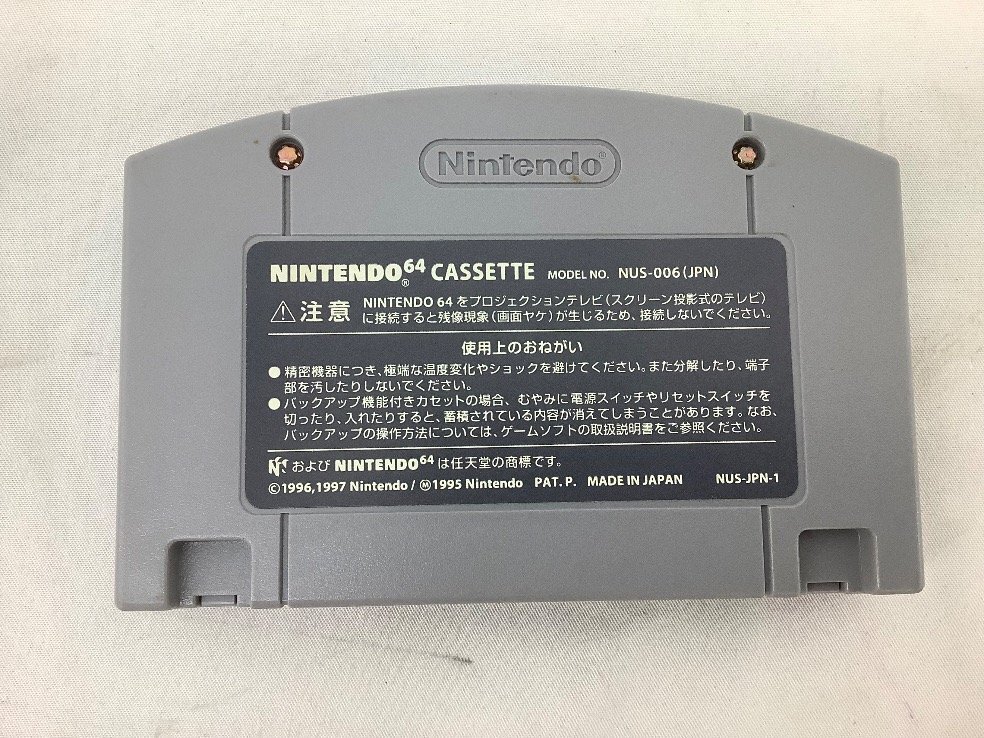 Nintendo®
NINTENDO64® CASSETTE MODEL NO. NUS-006(JPN)
注意 NINTENDO 64をプロジェクションテレビ(スクリーン投影式のテレビ)
に接続すると残像現象(画面ヤケ)が生じるため、接続しないでください。
使用上のおねがい
●精密機器につき、極端な温度変化やショックを避けてください。また分解したり、端子
部を汚したりしないでください。
●バックアップ機能付きカセットの場合、むやみに電源スイッチやリセットスイッチを
切ったり、入れたりすると、蓄積されている内容が消えてしまうことがあります。なお、
バックアップの操作方法については、ゲームソフトの取扱説明書をご参照ください。
および NINTENDO64 は任天堂の商標です。
©1996,1997 Nintendo / Ⓜ1995 Nintendo PAT. P. MADE IN JAPAN NUS-JPN-1